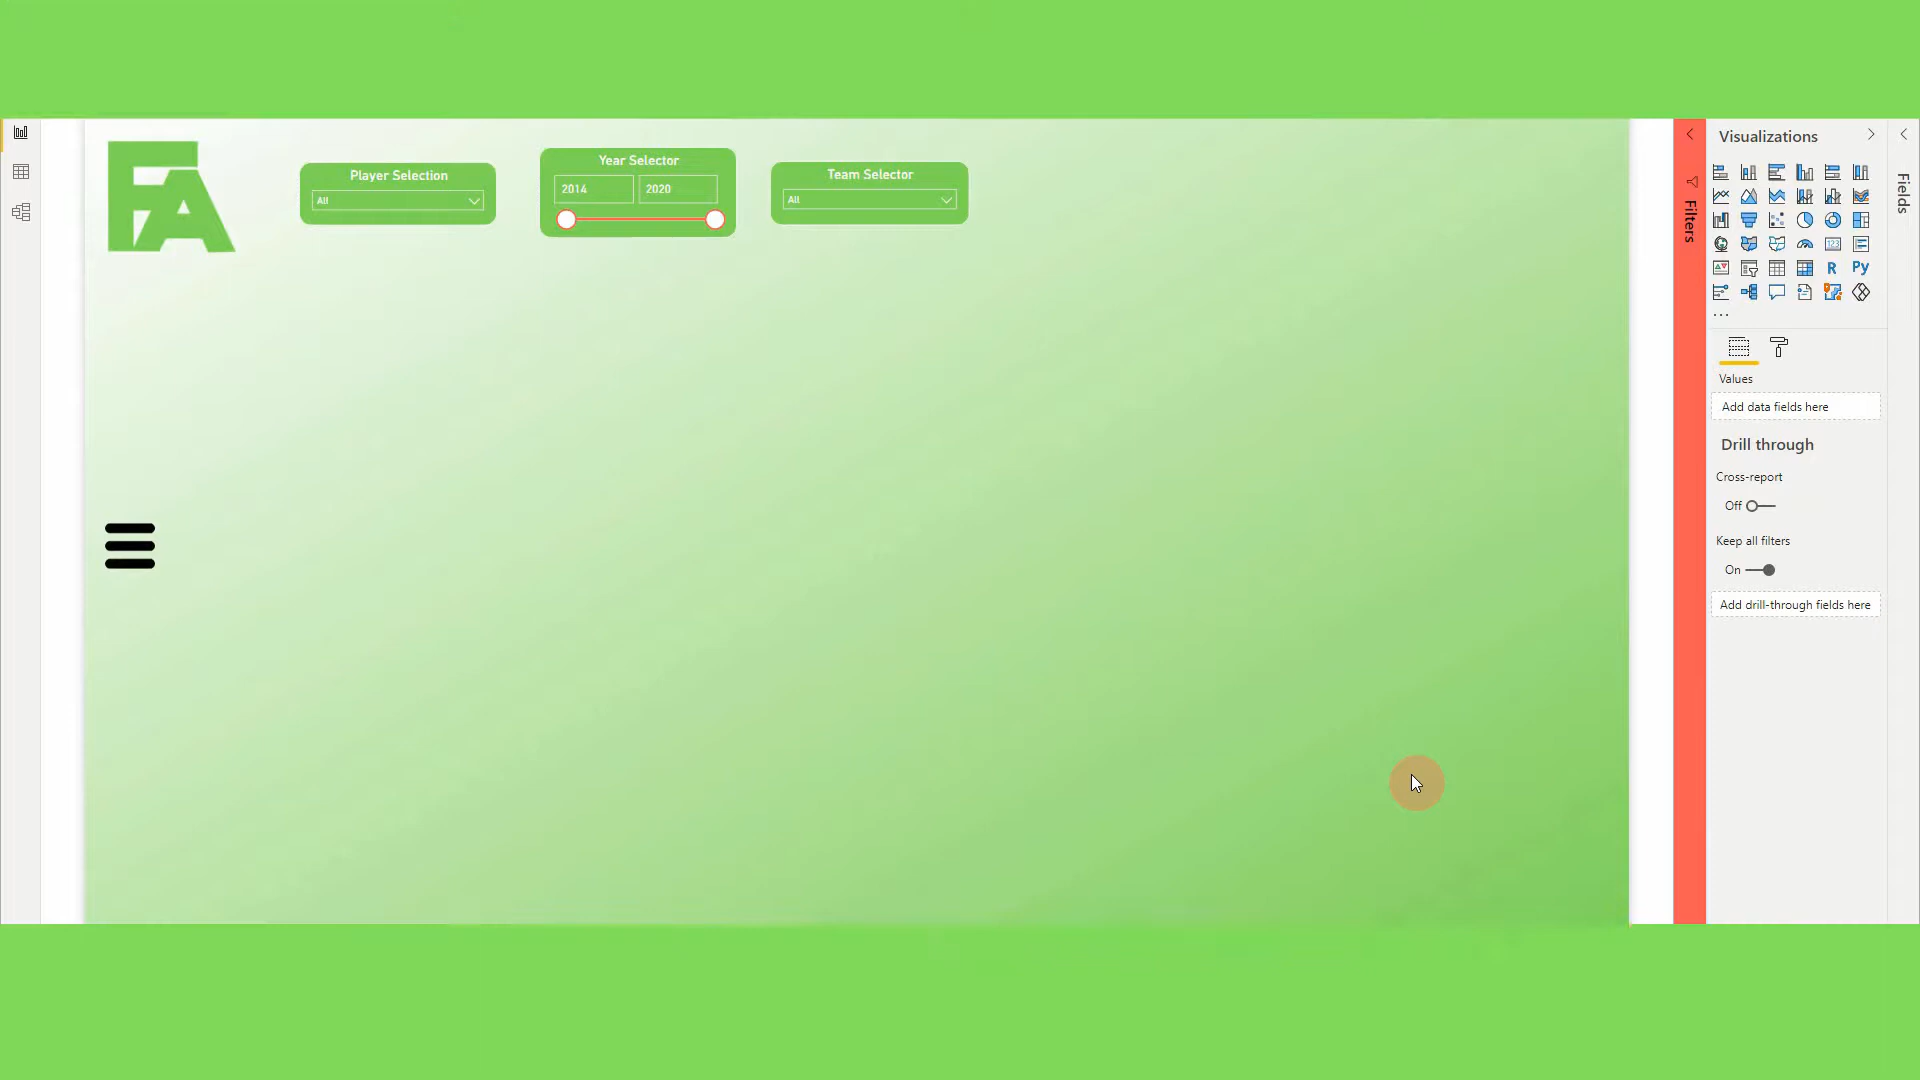 FA
Player Selection
All
Year Selector
2014 2020
Team Selector
All
Filters
Visualizations
Fields
123
R Py
...
Values
Add data fields here
Drill through
Cross-report
Off
Keep all filters
On
Add drill-through fields here